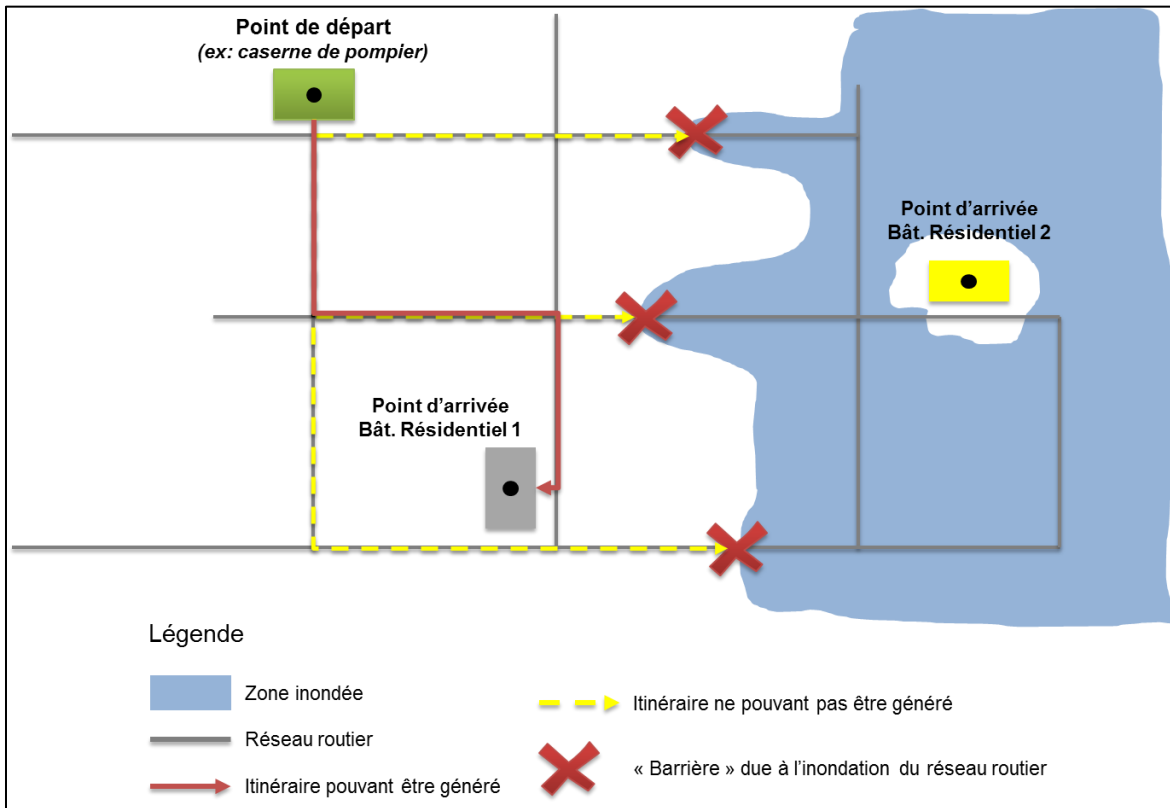 Point de départ
(ex: caserne de pompier)
Point d'arrivée
Bât. Résidentiel 2
Point d'arrivée
Bât. Résidentiel 1
Légende
Zone inondée
Réseau routier
Itinéraire pouvant être généré
Itinéraire ne pouvant pas être généré
« Barrière » due à l'inondation du réseau routier